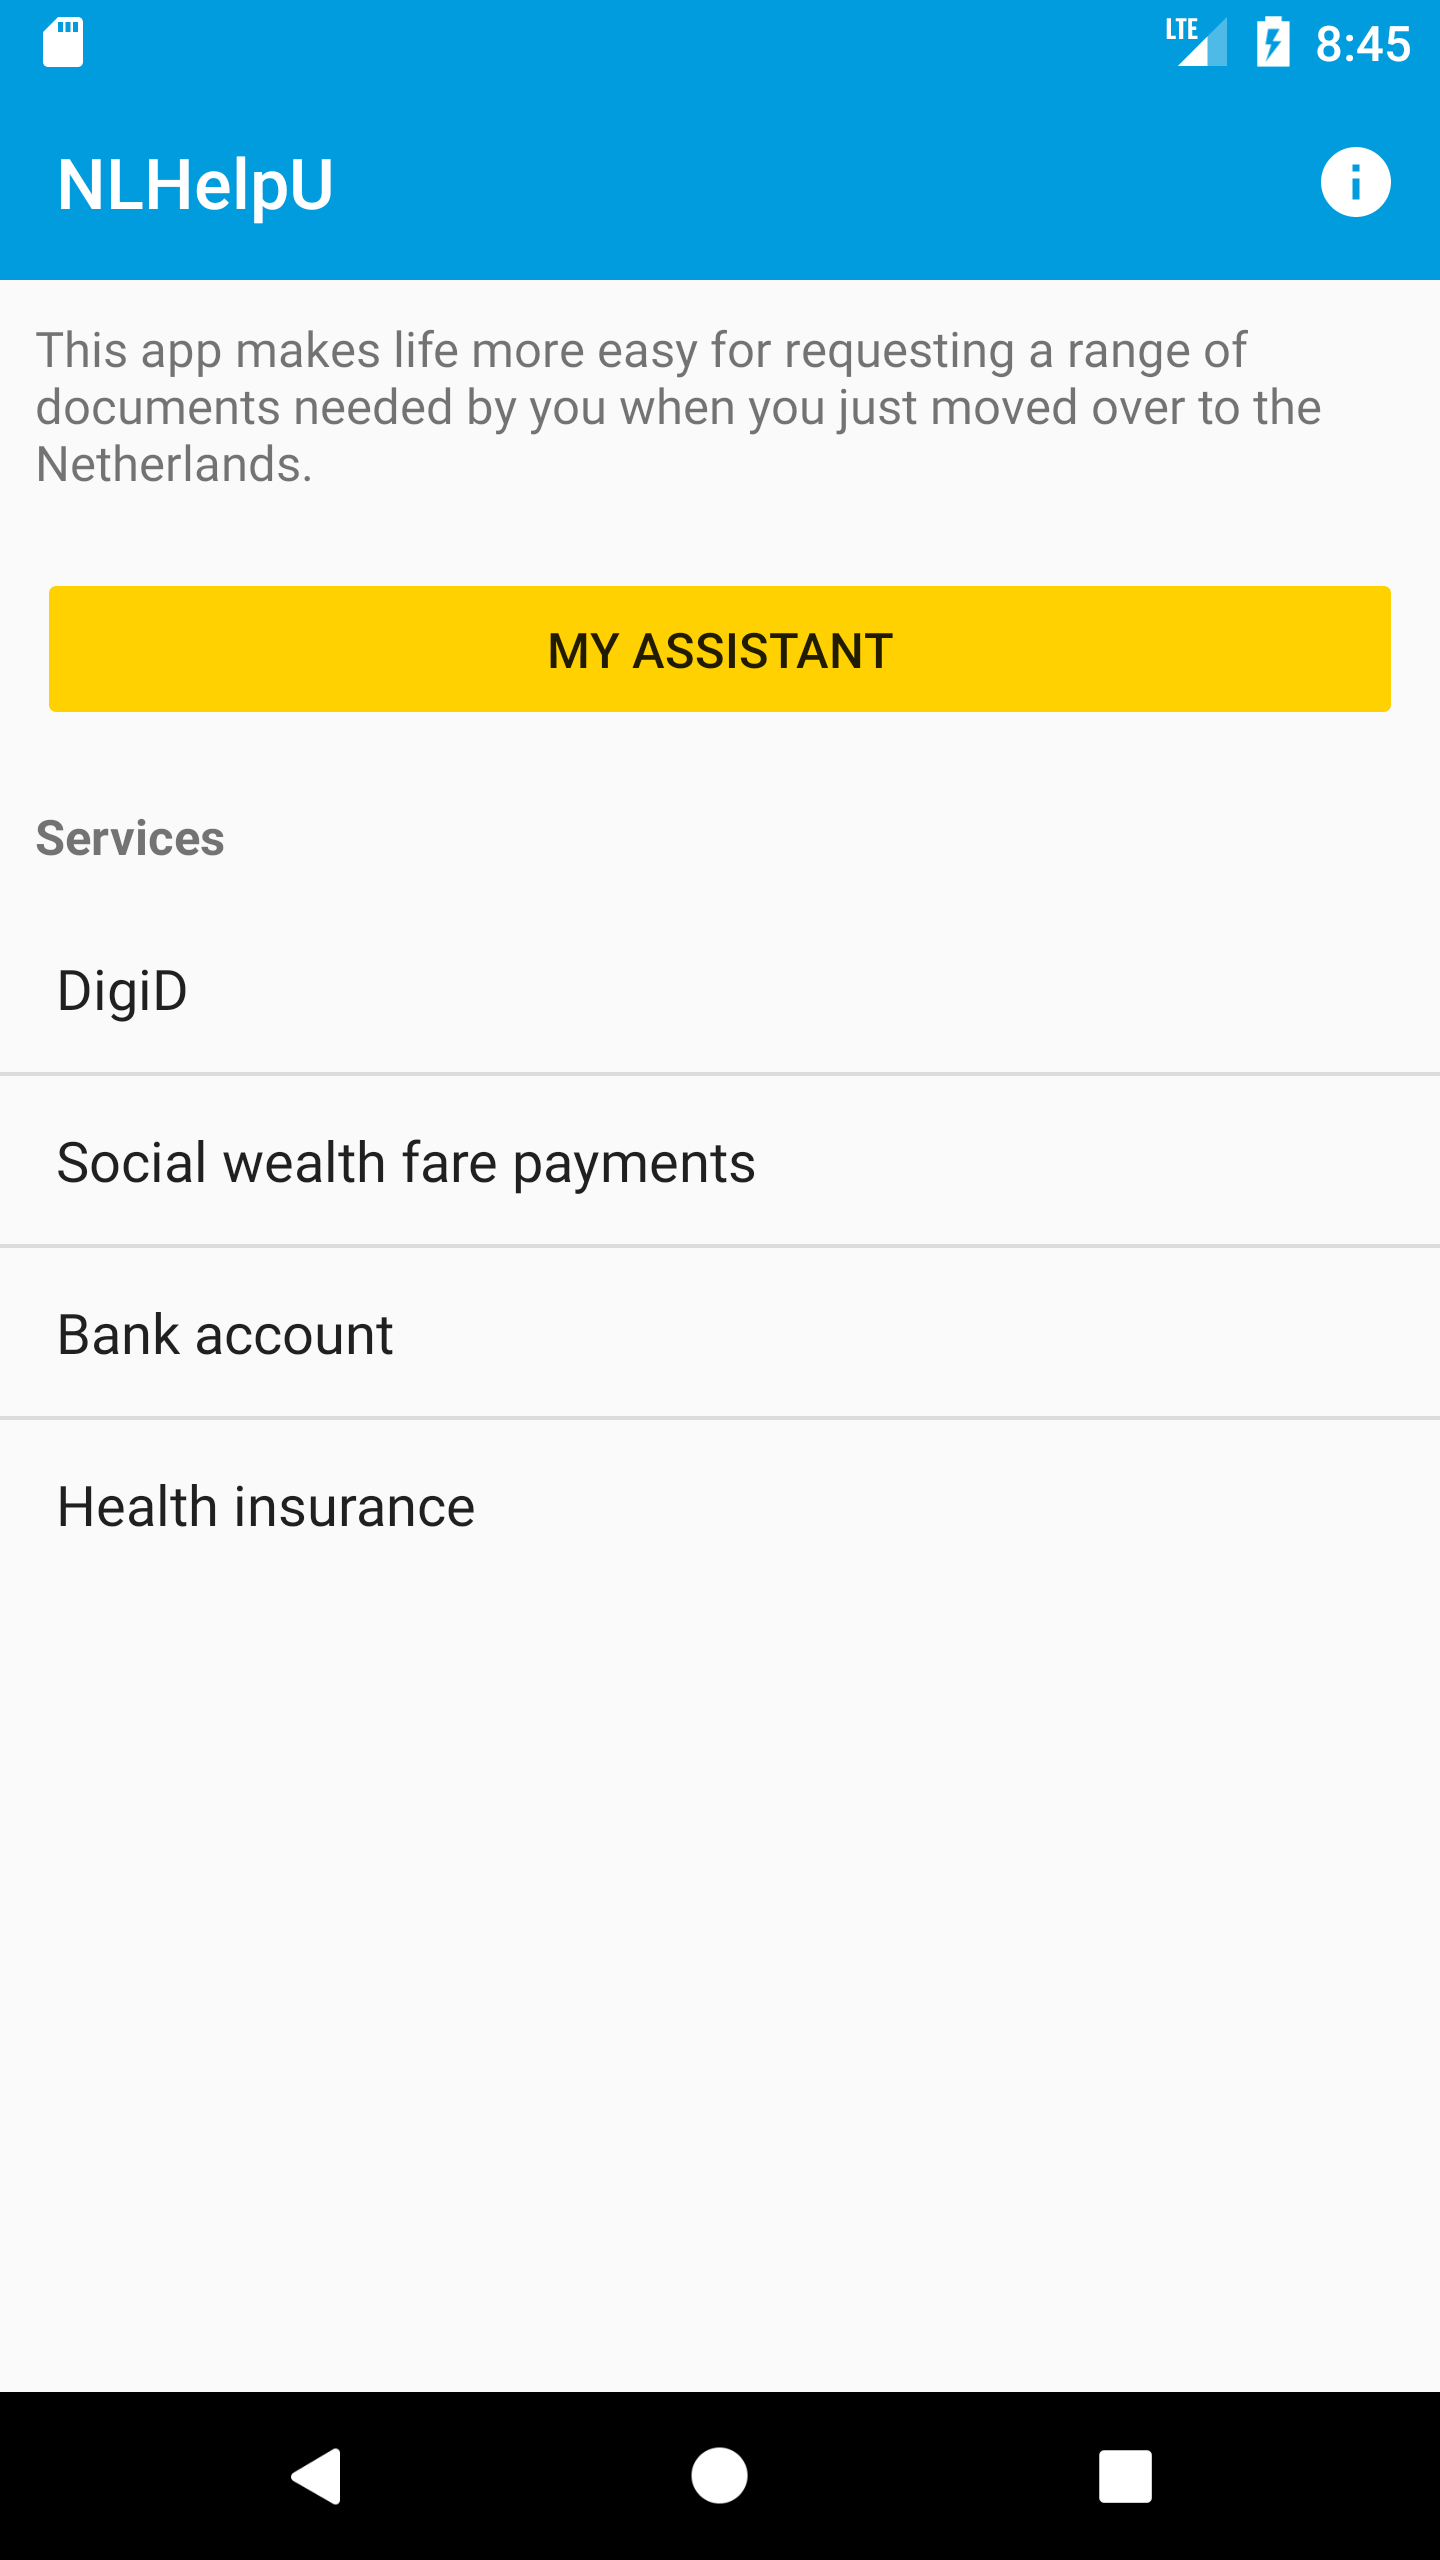 LTE 8:45
NLHelpU
This app makes life more easy for requesting a range of
documents needed by you when you just moved over to the
Netherlands.
MY ASSISTANT
Services
DigiD
Social wealth fare payments
Bank account
Health insurance